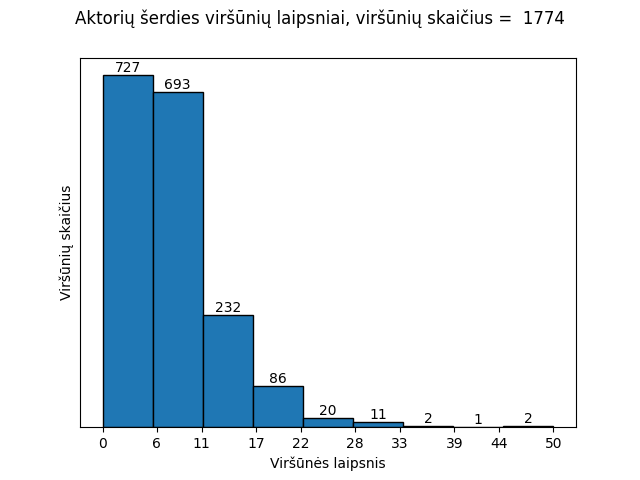 Aktorių šerdies viršūnių laipsniai, viršūnių skaičius =  1774
727
693
232
86
20
11
2
1
2
Viršūnių skaičius
0 6 11 17 22 28 33 39 44 50
Viršūnės laipsnis